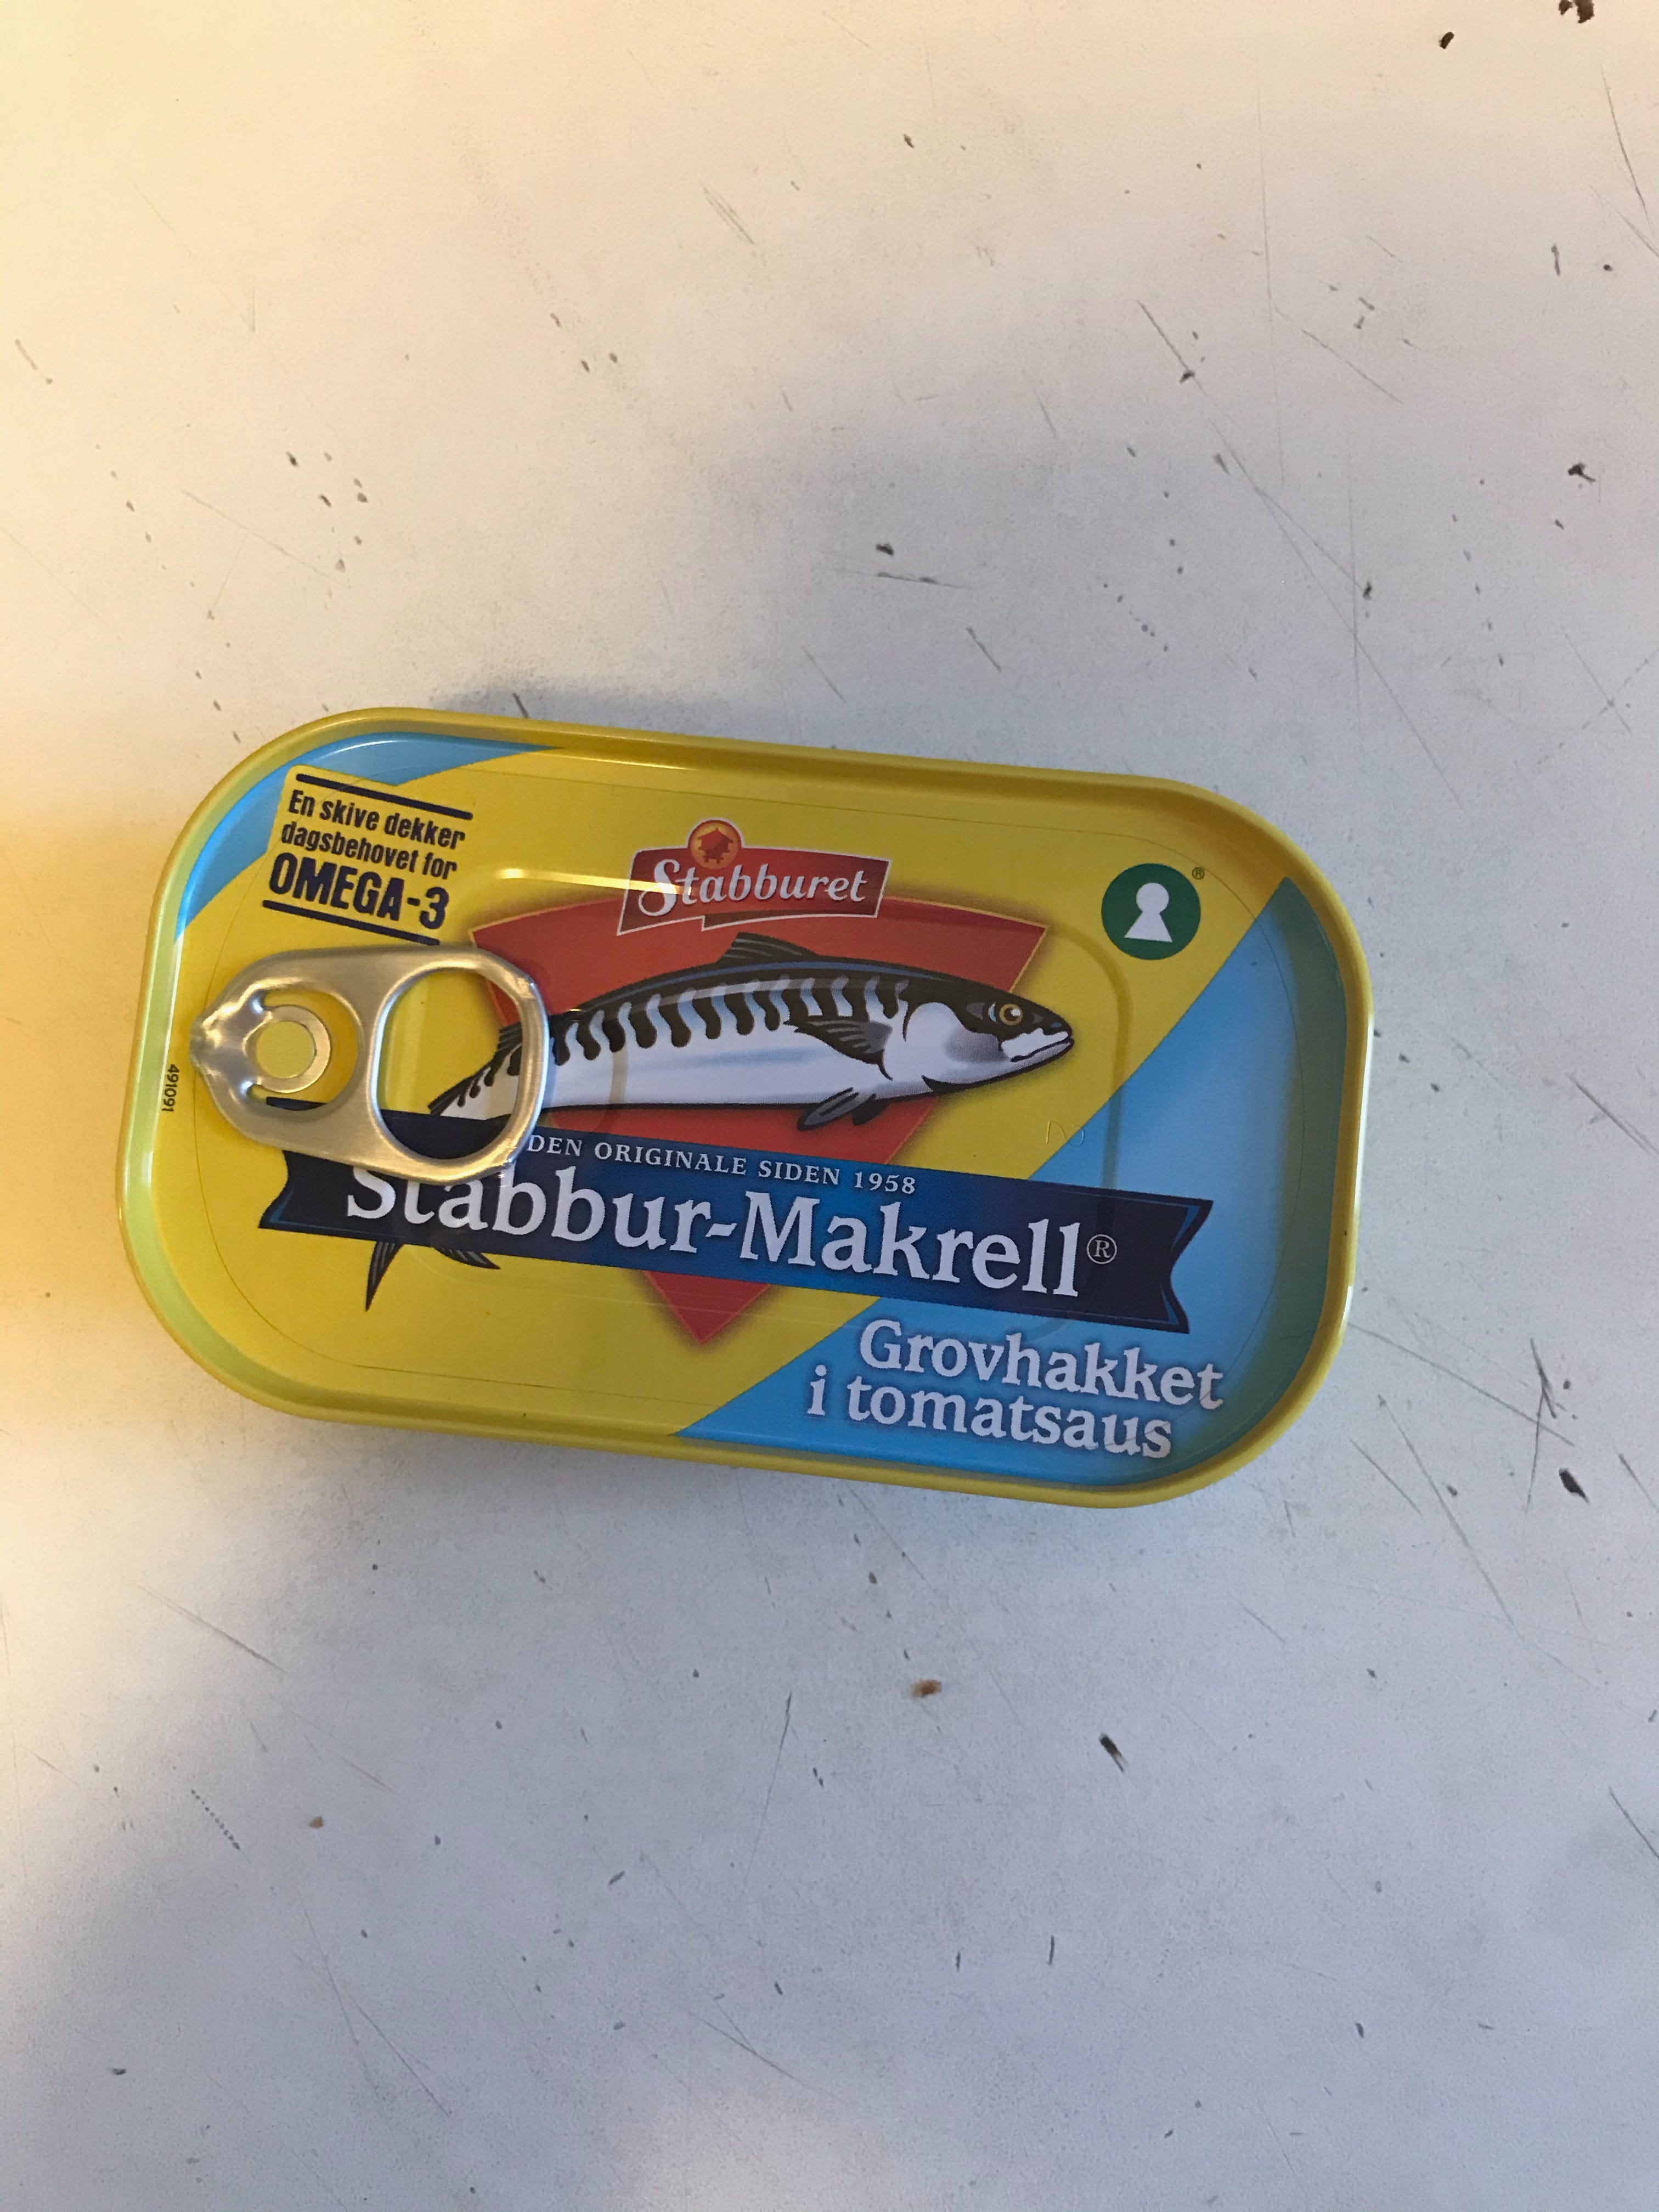 En skive dekker
dagsbehovet for
OMEGA-3
Stabburet
®
491091
DEN ORIGINALE SIDEN 1958
Stabbur-Makrell®
Grovhakket
i tomatsaus